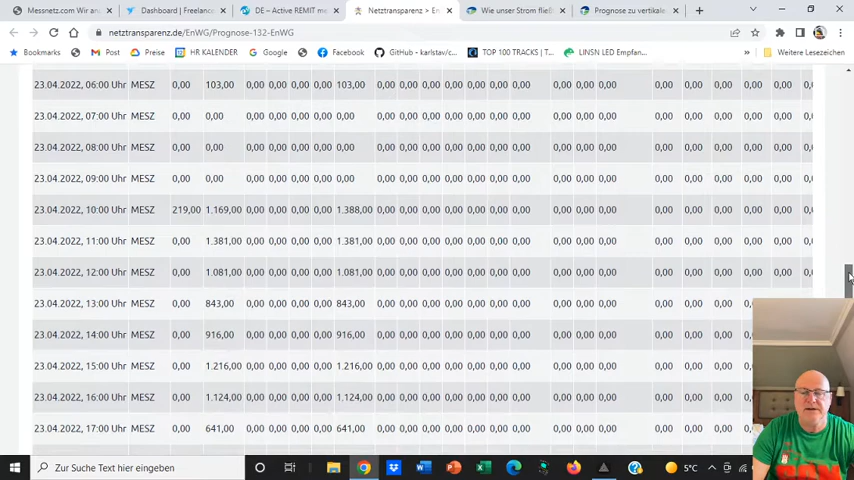 Messnetz.com Wir an
Dashboard | Freelance
DE – Active REMIT me
Netztransparenz > En
Wie unser Strom fließt
Prognose zu vertikale
netztransparenz.de/EnWG/Prognose-132-EnWG
Bookmarks M Post Preise HR KALENDER Google Facebook GitHub - karlstav/c... TOP 100 TRACKS | T... LINSN LED Empfan... » Weitere Lesezeichen
23.04.2022, 06:00 Uhr MESZ 0,00 103,00 0,00 0,00 0,00 0,00 103,00 0,00 0,00 0,00 0,00 0,00 0,00 0,00 0,00 0,00 0,00 0,00 0,00 0,00 0,00 0,00
23.04.2022, 07:00 Uhr MESZ 0,00 0,00 0,00 0,00 0,00 0,00 0,00 0,00 0,00 0,00 0,00 0,00 0,00 0,00 0,00 0,00 0,00 0,00 0,00 0,00 0,00 0,00
23.04.2022, 08:00 Uhr MESZ 0,00 0,00 0,00 0,00 0,00 0,00 0,00 0,00 0,00 0,00 0,00 0,00 0,00 0,00 0,00 0,00 0,00 0,00 0,00 0,00 0,00 0,00
23.04.2022, 09:00 Uhr MESZ 0,00 0,00 0,00 0,00 0,00 0,00 0,00 0,00 0,00 0,00 0,00 0,00 0,00 0,00 0,00 0,00 0,00 0,00 0,00 0,00 0,00 0,00
23.04.2022, 10:00 Uhr MESZ 219,00 1.169,00 0,00 0,00 0,00 0,00 1.388,00 0,00 0,00 0,00 0,00 0,00 0,00 0,00 0,00 0,00 0,00 0,00 0,00 0,00 0,00 0,00
23.04.2022, 11:00 Uhr MESZ 0,00 1.381,00 0,00 0,00 0,00 0,00 1.381,00 0,00 0,00 0,00 0,00 0,00 0,00 0,00 0,00 0,00 0,00 0,00 0,00 0,00 0,00 0,00
23.04.2022, 12:00 Uhr MESZ 0,00 1.081,00 0,00 0,00 0,00 0,00 1.081,00 0,00 0,00 0,00 0,00 0,00 0,00 0,00 0,00 0,00 0,00 0,00 0,00 0,00 0,00 0,00
23.04.2022, 13:00 Uhr MESZ 0,00 843,00 0,00 0,00 0,00 0,00 843,00 0,00 0,00 0,00 0,00 0,00 0,00 0,00 0,00 0,00 0,00 0,00 0,00 0,00
23.04.2022, 14:00 Uhr MESZ 0,00 916,00 0,00 0,00 0,00 0,00 916,00 0,00 0,00 0,00 0,00 0,00 0,00 0,00 0,00 0,00 0,00 0,00 0,00 0,00
23.04.2022, 15:00 Uhr MESZ 0,00 1.216,00 0,00 0,00 0,00 0,00 1.216,00 0,00 0,00 0,00 0,00 0,00 0,00 0,00 0,00 0,00 0,00 0,00 0,00 0,00
23.04.2022, 16:00 Uhr MESZ 0,00 1.124,00 0,00 0,00 0,00 0,00 1.124,00 0,00 0,00 0,00 0,00 0,00 0,00 0,00 0,00 0,00 0,00 0,00 0,00 0,00
23.04.2022, 17:00 Uhr MESZ 0,00 641,00 0,00 0,00 0,00 0,00 641,00 0,00 0,00 0,00 0,00 0,00 0,00 0,00 0,00 0,00 0,00 0,00 0,00 0,00
Zur Suche Text hier eingeben
5°C